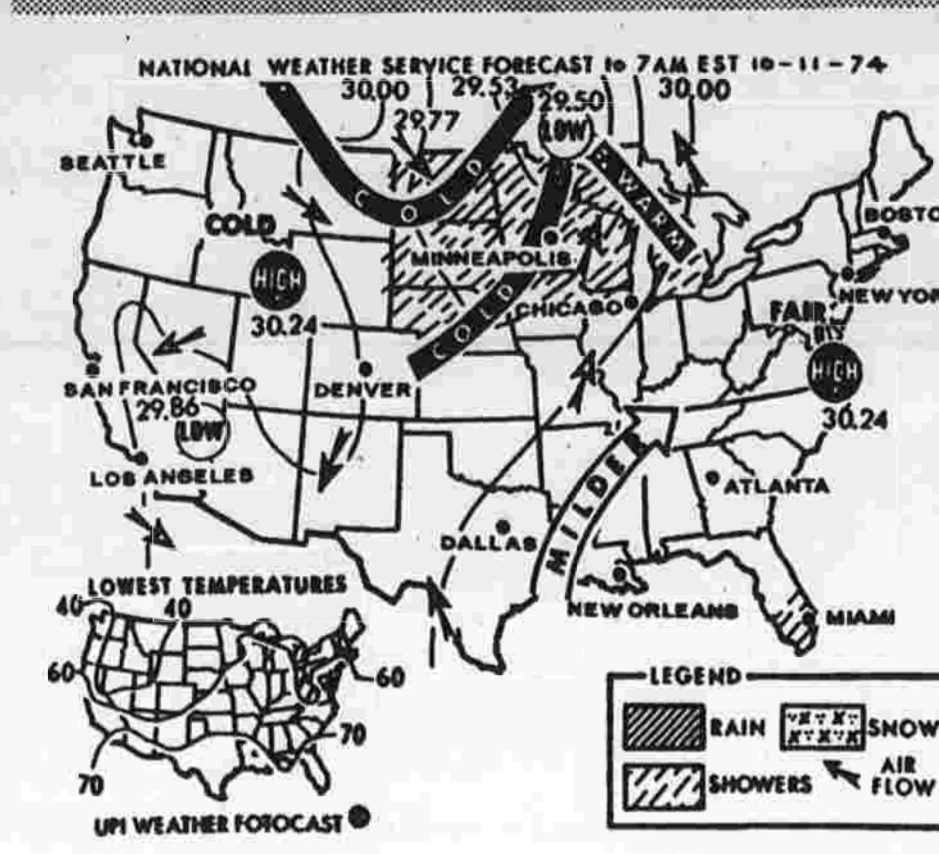 NATIONAL WEATHER SERVICE FORECAST to 7AM EST 10-11-74
30.00
29.53
29.50
30.00
29.77
LOW
SEATTLE
COLD
WARM
COLD
BOSTO
MINNEAPOLIS
HIGH
30.24
CHICAGO
NEW YOR
FAIR
COLD
HIGH
30.24
SAN FRANCISCO
DENVER
29.86
LOW
LOS ANGELES
ATLANTA
MILDER
DALLAS
NEW ORLEANS
MIAMI
LOWEST TEMPERATURES
40
40
60
60
70
70
UPI WEATHER FOTOCAST
LEGEND
RAIN
SNOW
SHOWERS
AIR
FLOW